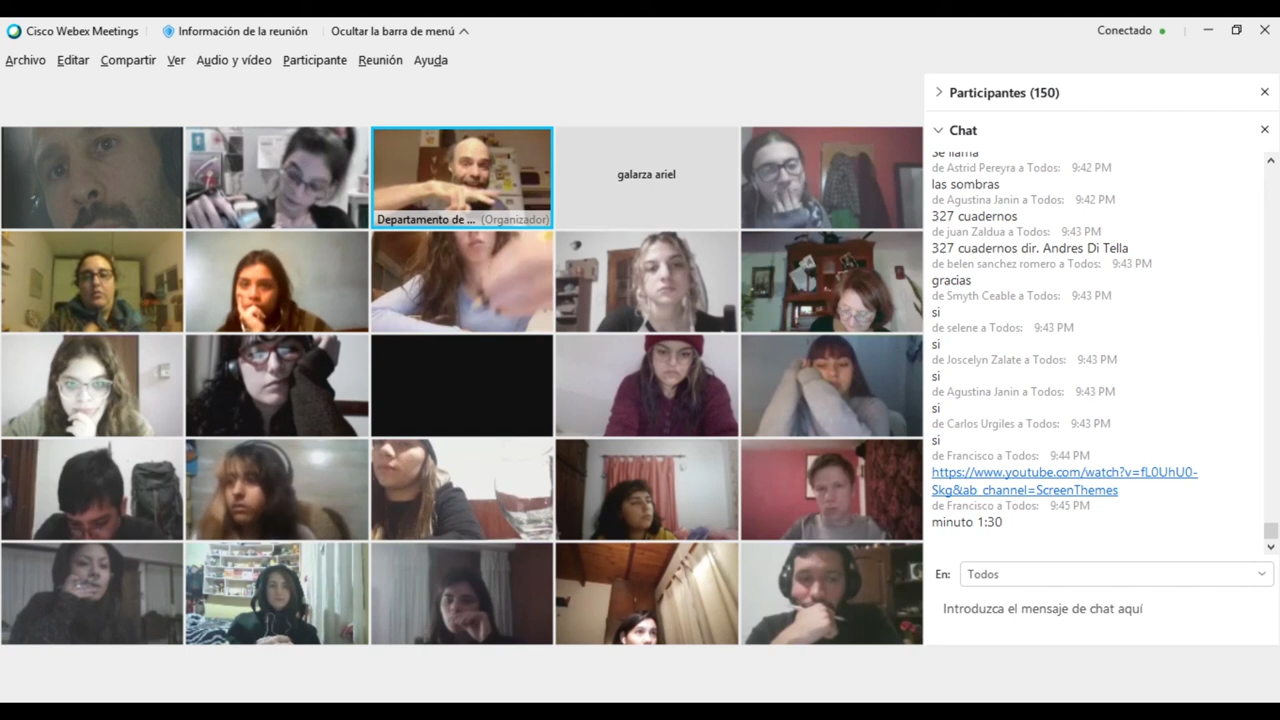 Cisco Webex Meetings
Información de la reunión
Ocultar la barra de menú
Conectado
Archivo Editar Compartir Ver Audio y vídeo Participante Reunión Ayuda
Departamento de ... (Organizador)
galarza ariel
Participantes (150)
Chat
Se llama
de Astrid Pereyra a Todos: 9:42 PM
las sombras
de Agustina Janin a Todos: 9:42 PM
327 cuadernos
de juan Zaldua a Todos: 9:43 PM
327 cuadernos dir. Andres Di Tella
de belen sanchez romero a Todos: 9:43 PM
gracias
de Smyth Ceable a Todos: 9:43 PM
si
de selene a Todos: 9:43 PM
si
de Joscelyn Zalate a Todos: 9:43 PM
si
de Agustina Janin a Todos: 9:43 PM
si
de Carlos Urgiles a Todos: 9:43 PM
si
de Francisco a Todos: 9:44 PM
https://www.youtube.com/watch?v=fL0UhU0-
Skg&ab_channel=ScreenThemes
de Francisco a Todos: 9:45 PM
minuto 1:30
En: Todos
Introduzca el mensaje de chat aquí